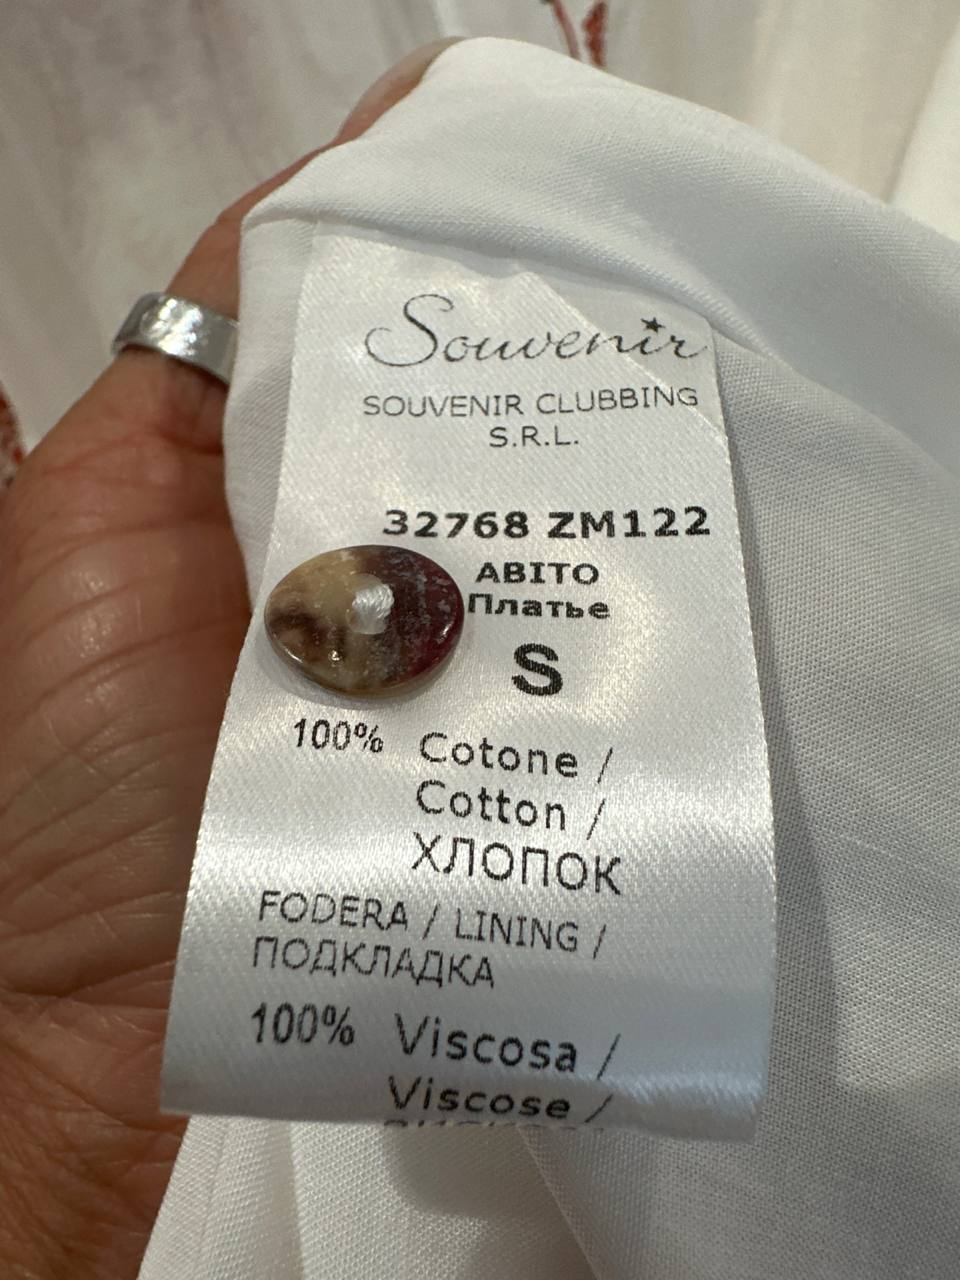 Souvenir
SOUVENIR CLUBBING
S.R.L.
32768 ZM122
ABITO
Платье
S
100% Cotone /
Cotton /
ХЛОПОК
FODERA / LINING /
ПОДКЛАДКА
100% Viscosa /
Viscose /